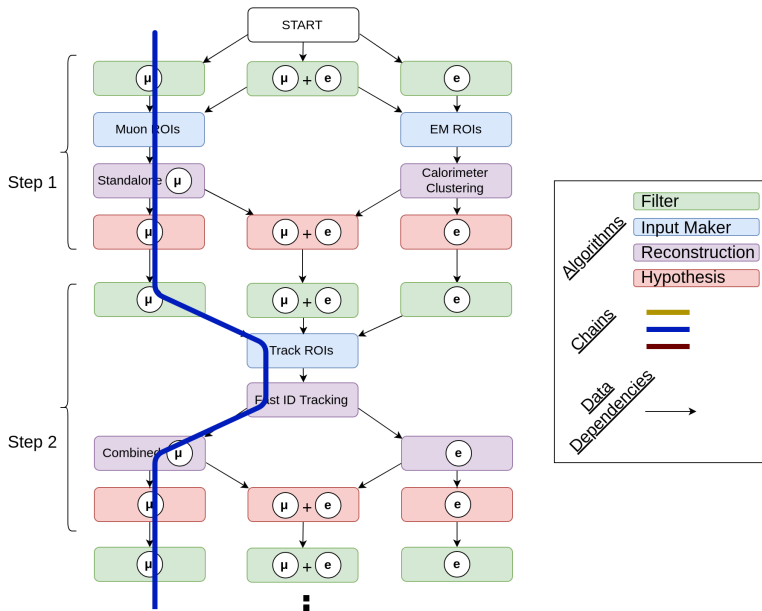 START
µ
µ + e
e
Muon ROIs
EM ROIs
Step 1
Standalone µ
Calorimeter
Clustering
µ
µ + e
e
µ
µ + e
e
Track ROIs
Fast ID Tracking
Step 2
Combined µ
e
µ
µ + e
e
µ
µ + e
e
Algorithms
Filter
Input Maker
Reconstruction
Hypothesis
Chains
Data
Dependencies